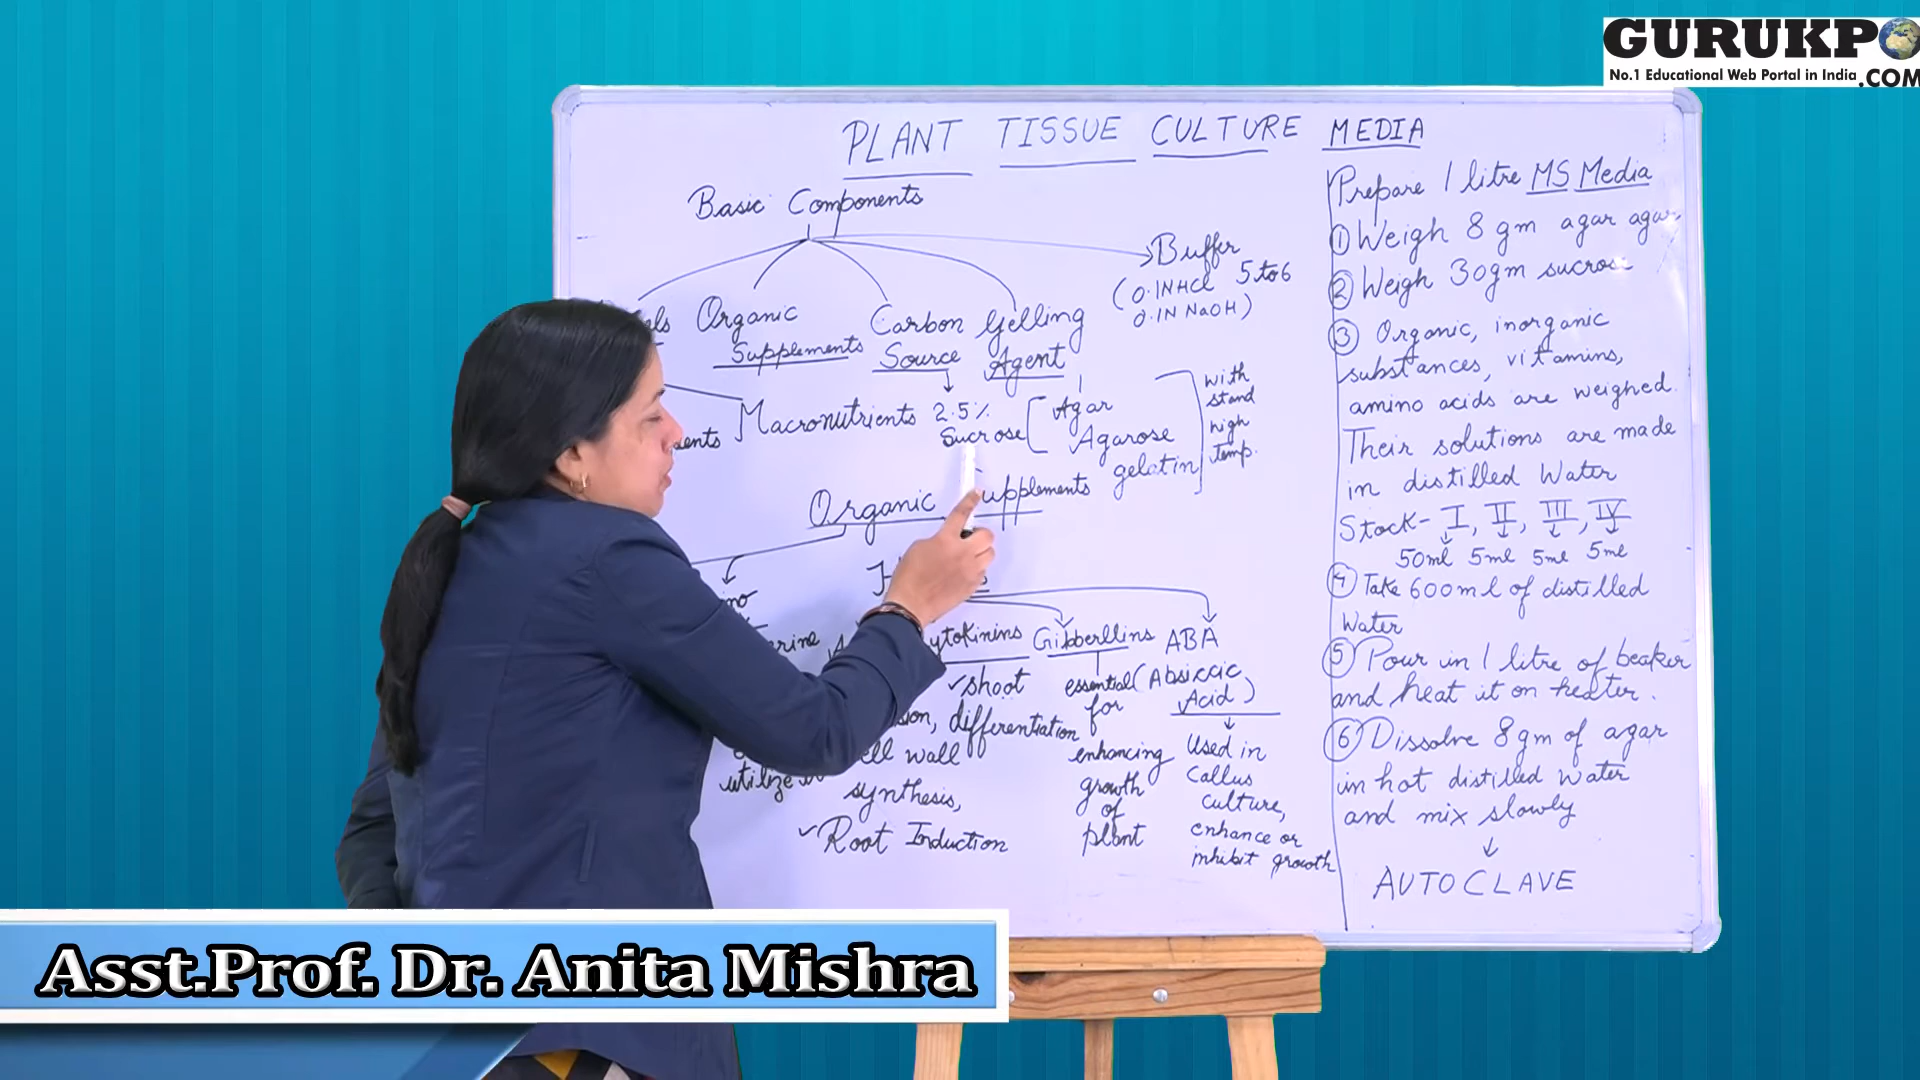 GURUKPO
No.1 Educational Web Portal in India .COM
PLANT TISSUE CULTURE MEDIA
Basic Components
Organic
Supplements
Carbon
Source
2.5%
Sucrose
Gelling
Agent
Agar
Agarose
gelatin
with
stand
high
temp.
Buffer
5 to 6
(0.1N HCl
0.1N NaOH)
Macronutrients
Organic Supplements
utilize
Cytokinins
shoot
differentiation
cell wall
synthesis,
Root Induction
Gibberllins
essential
for
enhancing
growth
of
plant
ABA
(Absiccic
Acid)
Used in
callus
culture,
enhance or
inhibit growth
Prepare 1 litre MS Media
① Weigh 8 gm agar agar
② Weigh 30gm sucrose
③ Organic, inorganic
substances, vitamins,
amino acids are weighed.
Their solutions are made
in distilled Water
Stock- I, II, III, IV
50ml 5ml 5ml 5ml
④ Take 600ml of distilled
Water
⑤ Pour in 1 litre of beaker
and heat it on heater.
⑥ Dissolve 8gm of agar
in hot distilled water
and mix slowly
AUTOCLAVE
Asst.Prof. Dr. Anita Mishra